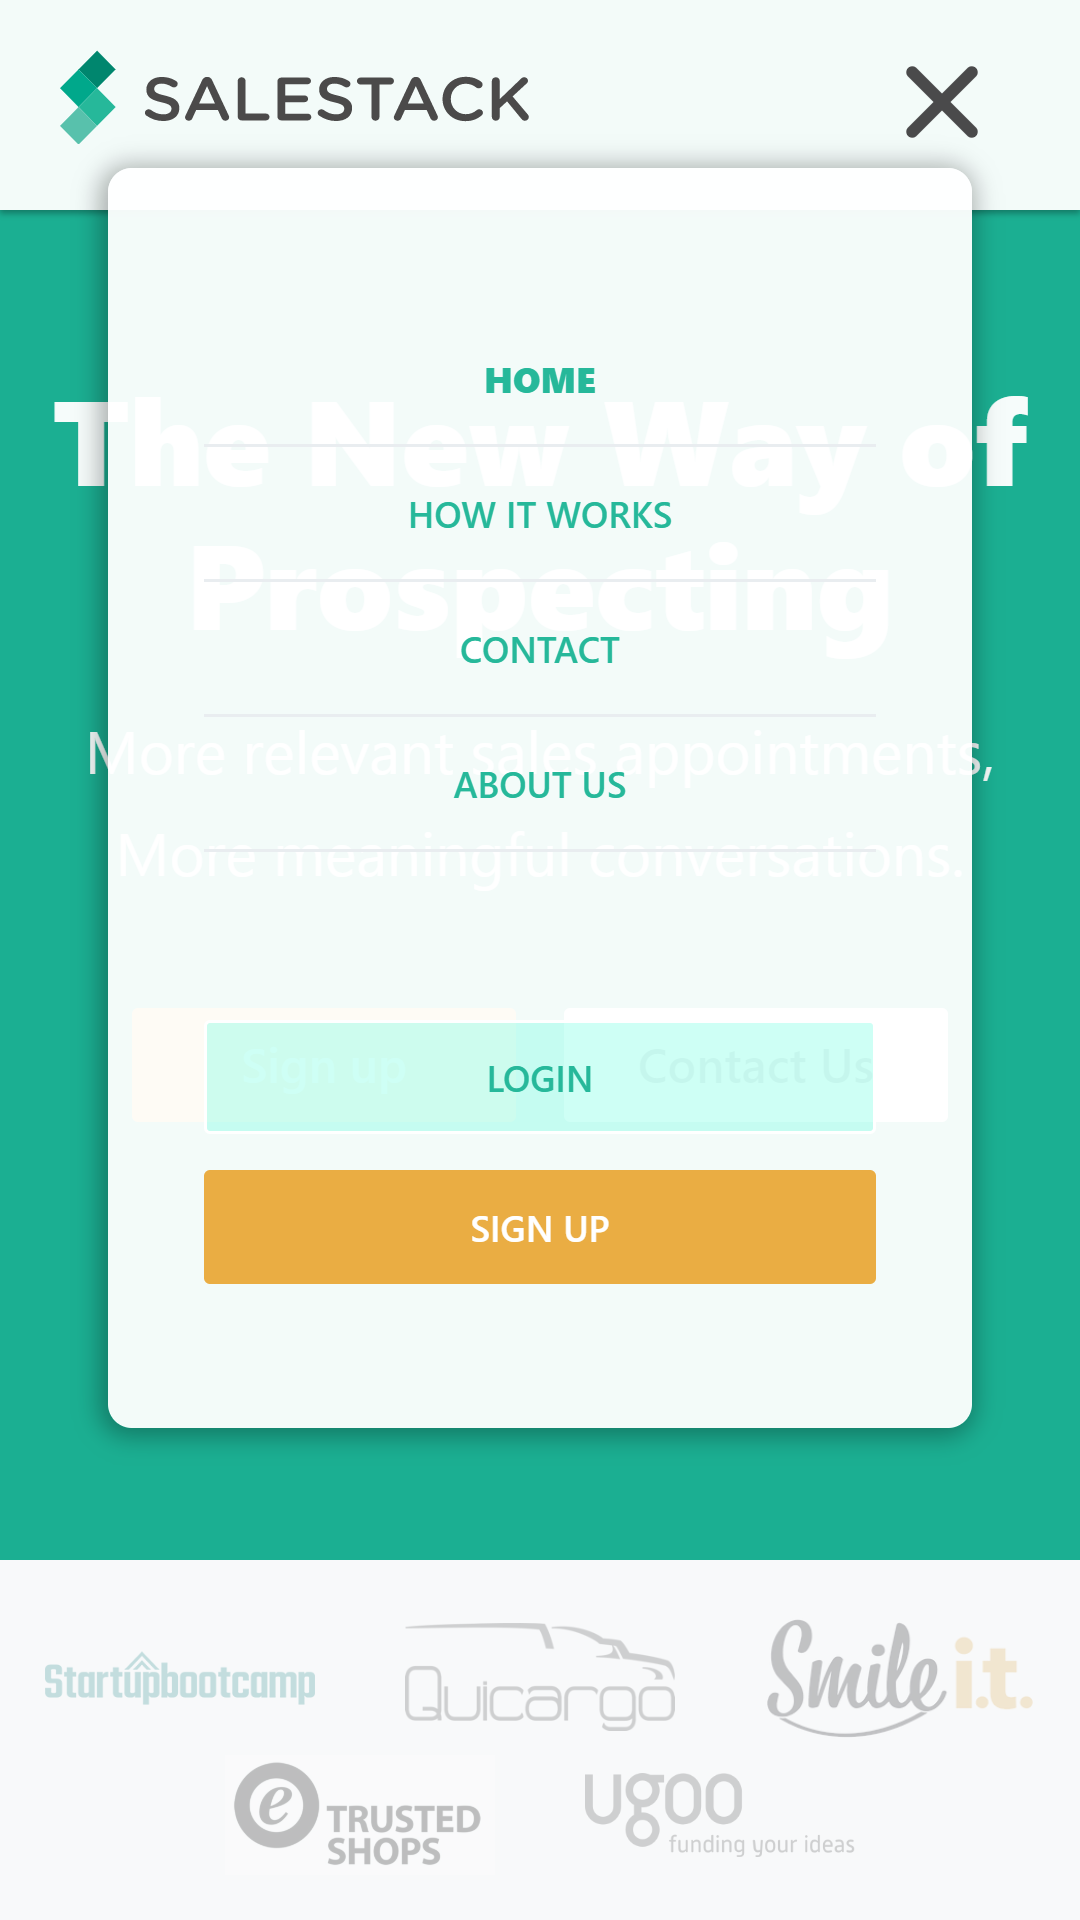 SALESTACK
HOME
The New Way of
HOW IT WORKS
Prospecting
CONTACT
More relevant sales appointments,
ABOUT US
More meaningful conversations.
Sign up
Contact Us
LOGIN
SIGN UP
Startupbootcamp
Quicargo
Smile i.t.
e TRUSTED
SHOPS
ugoo
funding your ideas